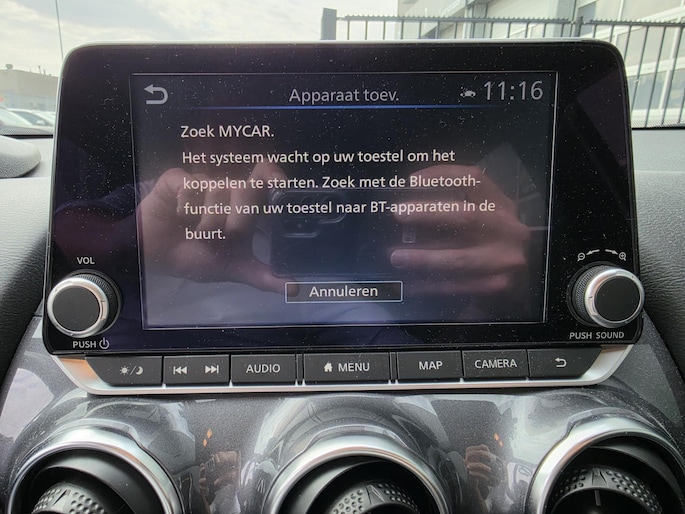 Apparaat toev. 11:16
Zoek MYCAR.
Het systeem wacht op uw toestel om het
koppelen te starten. Zoek met de Bluetooth-
functie van uw toestel naar BT-apparaten in de
buurt.
Annuleren
VOL
PUSH
PUSH SOUND
AUDIO MENU MAP CAMERA